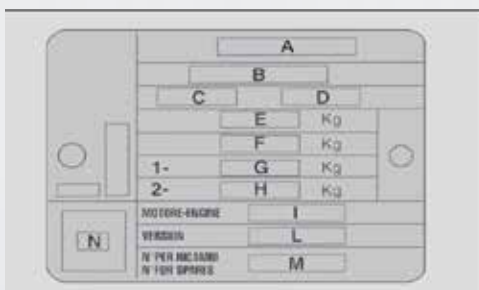 A
B
C D
E Kg
F Kg
1- G Kg
2- H Kg
MOTORE-ENGINE I
VERSION L
N° PER RICAMBI
N° FOR SPARES M
N